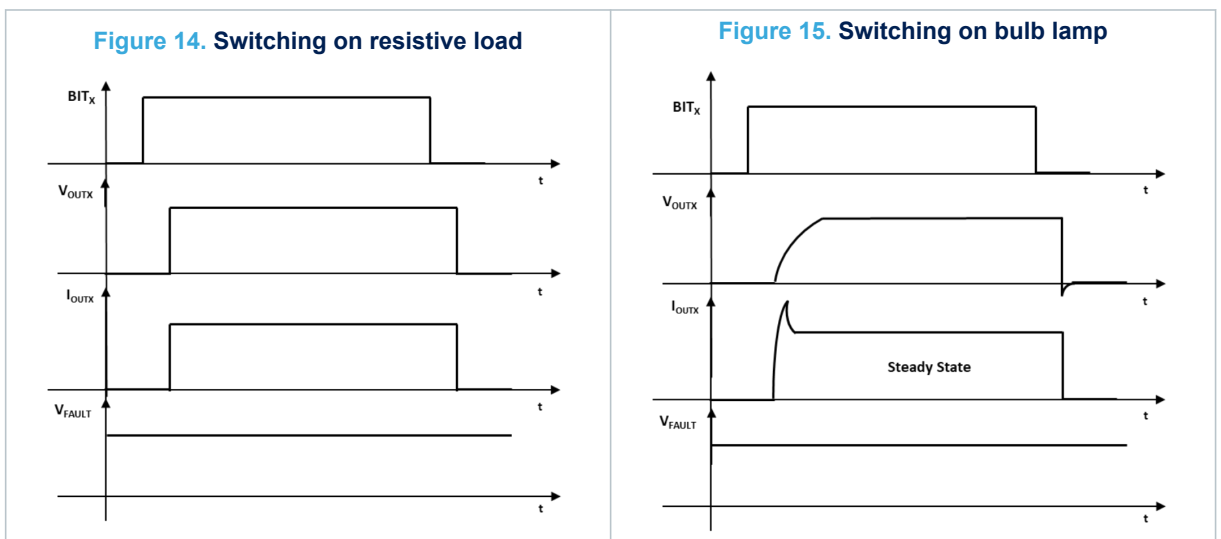 Figure 14. Switching on resistive load
BITX
t
VOUTX
t
IOUTX
t
VFAULT
t
Figure 15. Switching on bulb lamp
BITX
t
VOUTX
t
IOUTX
Steady State
t
VFAULT
t